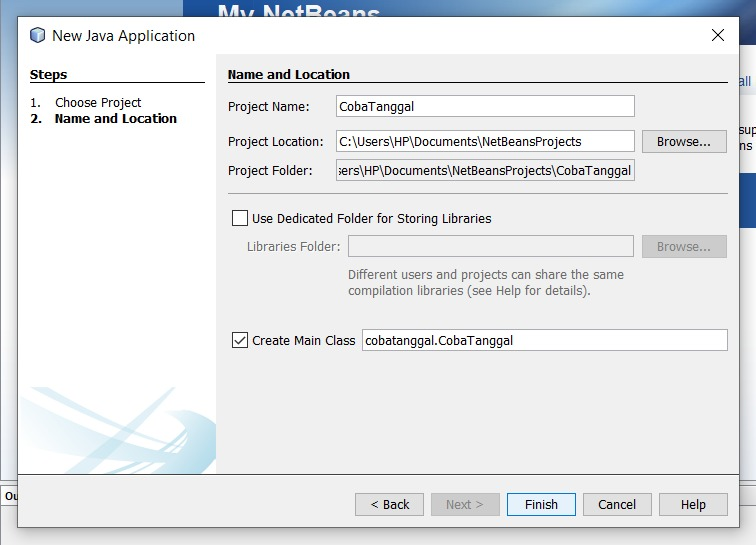 My NetBeans
New Java Application
Steps
1. Choose Project
2. Name and Location
Name and Location
Project Name: CobaTanggal
Project Location: C:\Users\HP\Documents\NetBeansProjects Browse...
Project Folder: sers\HP\Documents\NetBeansProjects\CobaTanggal
Use Dedicated Folder for Storing Libraries
Libraries Folder: Browse...
Different users and projects can share the same
compilation libraries (see Help for details).
Create Main Class cobatanggal.CobaTanggal
< Back Next > Finish Cancel Help